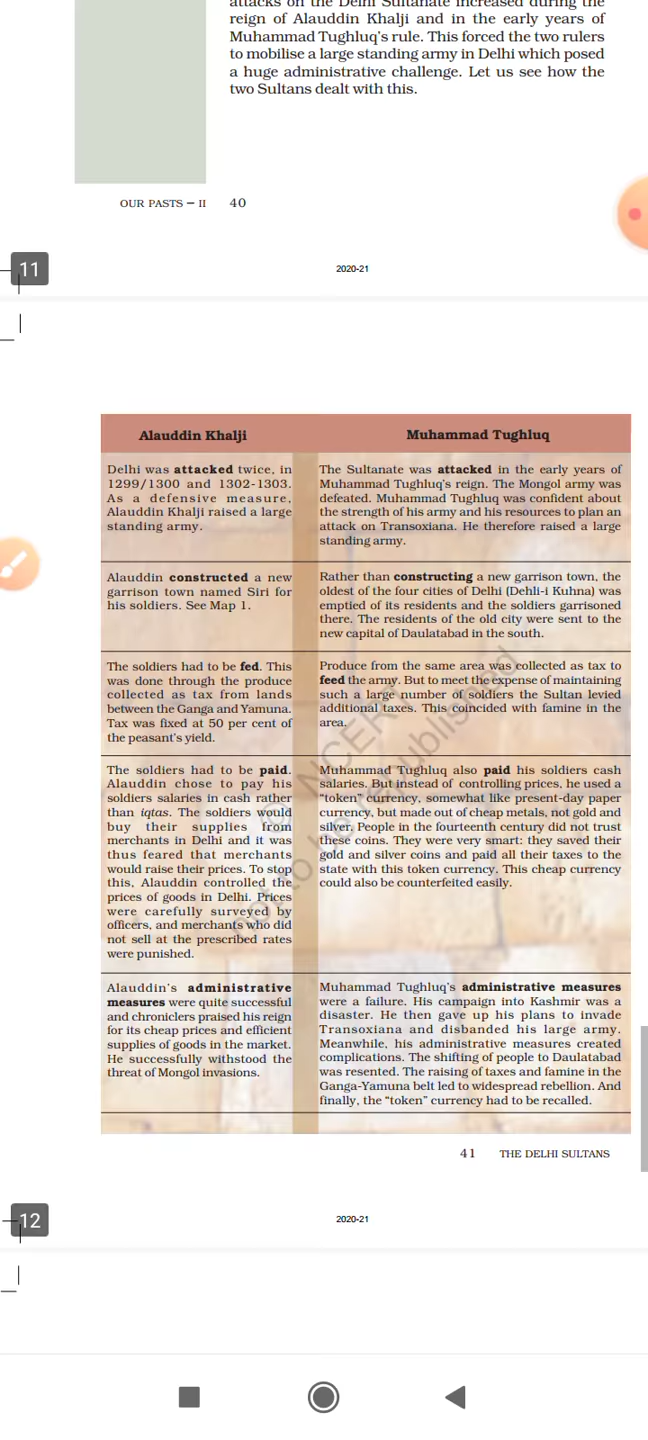 attacks on the Delhi Sultanate increased during the
reign of Alauddin Khalji and in the early years of
Muhammad Tughluq's rule. This forced the two rulers
to mobilise a large standing army in Delhi which posed
a huge administrative challenge. Let us see how the
two Sultans dealt with this.
OUR PASTS – II 40
11
2020-21
Alauddin Khalji
Delhi was attacked twice, in
1299/1300 and 1302-1303.
As a defensive measure,
Alauddin Khalji raised a large
standing army.
Muhammad Tughluq
The Sultanate was attacked in the early years of
Muhammad Tughluq's reign. The Mongol army was
defeated. Muhammad Tughluq was confident about
the strength of his army and his resources to plan an
attack on Transoxiana. He therefore raised a large
standing army.
Alauddin constructed a new
garrison town named Siri for
his soldiers. See Map 1.
Rather than constructing a new garrison town, the
oldest of the four cities of Delhi (Dehli-i Kuhna) was
emptied of its residents and the soldiers garrisoned
there. The residents of the old city were sent to the
new capital of Daulatabad in the south.
The soldiers had to be fed. This
was done through the produce
collected as tax from lands
between the Ganga and Yamuna.
Tax was fixed at 50 per cent of
the peasant's yield.
Produce from the same area was collected as tax to
feed the army. But to meet the expense of maintaining
such a large number of soldiers the Sultan levied
additional taxes. This coincided with famine in the
area.
The soldiers had to be paid.
Alauddin chose to pay his
soldiers salaries in cash rather
than iqtas. The soldiers would
buy their supplies from
merchants in Delhi and it was
thus feared that merchants
would raise their prices. To stop
this, Alauddin controlled the
prices of goods in Delhi. Prices
were carefully surveyed by
officers, and merchants who did
not sell at the prescribed rates
were punished.
Muhammad Tughluq also paid his soldiers cash
salaries. But instead of controlling prices, he used a
"token" currency, somewhat like present-day paper
currency, but made out of cheap metals, not gold and
silver. People in the fourteenth century did not trust
these coins. They were very smart: they saved their
gold and silver coins and paid all their taxes to the
state with this token currency. This cheap currency
could also be counterfeited easily.
Alauddin's administrative
measures were quite successful
and chroniclers praised his reign
for its cheap prices and efficient
supplies of goods in the market.
He successfully withstood the
threat of Mongol invasions.
Muhammad Tughluq's administrative measures
were a failure. His campaign into Kashmir was a
disaster. He then gave up his plans to invade
Transoxiana and disbanded his large army.
Meanwhile, his administrative measures created
complications. The shifting of people to Daulatabad
was resented. The raising of taxes and famine in the
Ganga-Yamuna belt led to widespread rebellion. And
finally, the "token" currency had to be recalled.
© NCERT
not to be republished
41 THE DELHI SULTANS
12
2020-21